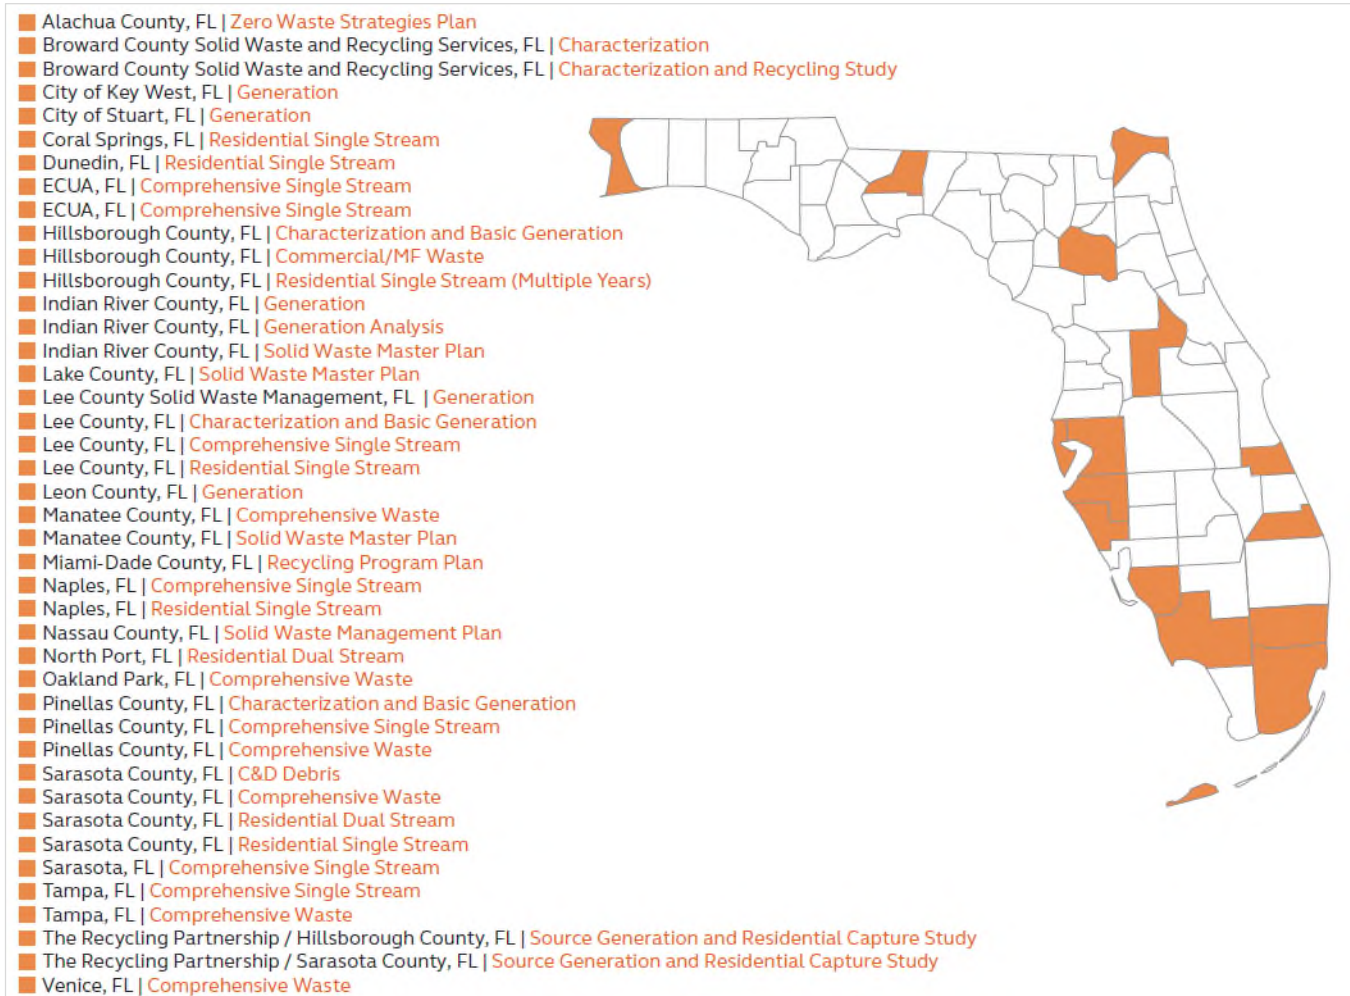 Alachua County, FL | Zero Waste Strategies Plan
Broward County Solid Waste and Recycling Services, FL | Characterization
Broward County Solid Waste and Recycling Services, FL | Characterization and Recycling Study
City of Key West, FL | Generation
City of Stuart, FL | Generation
Coral Springs, FL | Residential Single Stream
Dunedin, FL | Residential Single Stream
ECUA, FL | Comprehensive Single Stream
ECUA, FL | Comprehensive Single Stream
Hillsborough County, FL | Characterization and Basic Generation
Hillsborough County, FL | Commercial/MF Waste
Hillsborough County, FL | Residential Single Stream (Multiple Years)
Indian River County, FL | Generation
Indian River County, FL | Generation Analysis
Indian River County, FL | Solid Waste Master Plan
Lake County, FL | Solid Waste Master Plan
Lee County Solid Waste Management, FL | Generation
Lee County, FL | Characterization and Basic Generation
Lee County, FL | Comprehensive Single Stream
Lee County, FL | Residential Single Stream
Leon County, FL | Generation
Manatee County, FL | Comprehensive Waste
Manatee County, FL | Solid Waste Master Plan
Miami-Dade County, FL | Recycling Program Plan
Naples, FL | Comprehensive Single Stream
Naples, FL | Residential Single Stream
Nassau County, FL | Solid Waste Management Plan
North Port, FL | Residential Dual Stream
Oakland Park, FL | Comprehensive Waste
Pinellas County, FL | Characterization and Basic Generation
Pinellas County, FL | Comprehensive Single Stream
Pinellas County, FL | Comprehensive Waste
Sarasota County, FL | C&D Debris
Sarasota County, FL | Comprehensive Waste
Sarasota County, FL | Residential Dual Stream
Sarasota County, FL | Residential Single Stream
Sarasota, FL | Comprehensive Single Stream
Tampa, FL | Comprehensive Single Stream
Tampa, FL | Comprehensive Waste
The Recycling Partnership / Hillsborough County, FL | Source Generation and Residential Capture Study
The Recycling Partnership / Sarasota County, FL | Source Generation and Residential Capture Study
Venice, FL | Comprehensive Waste